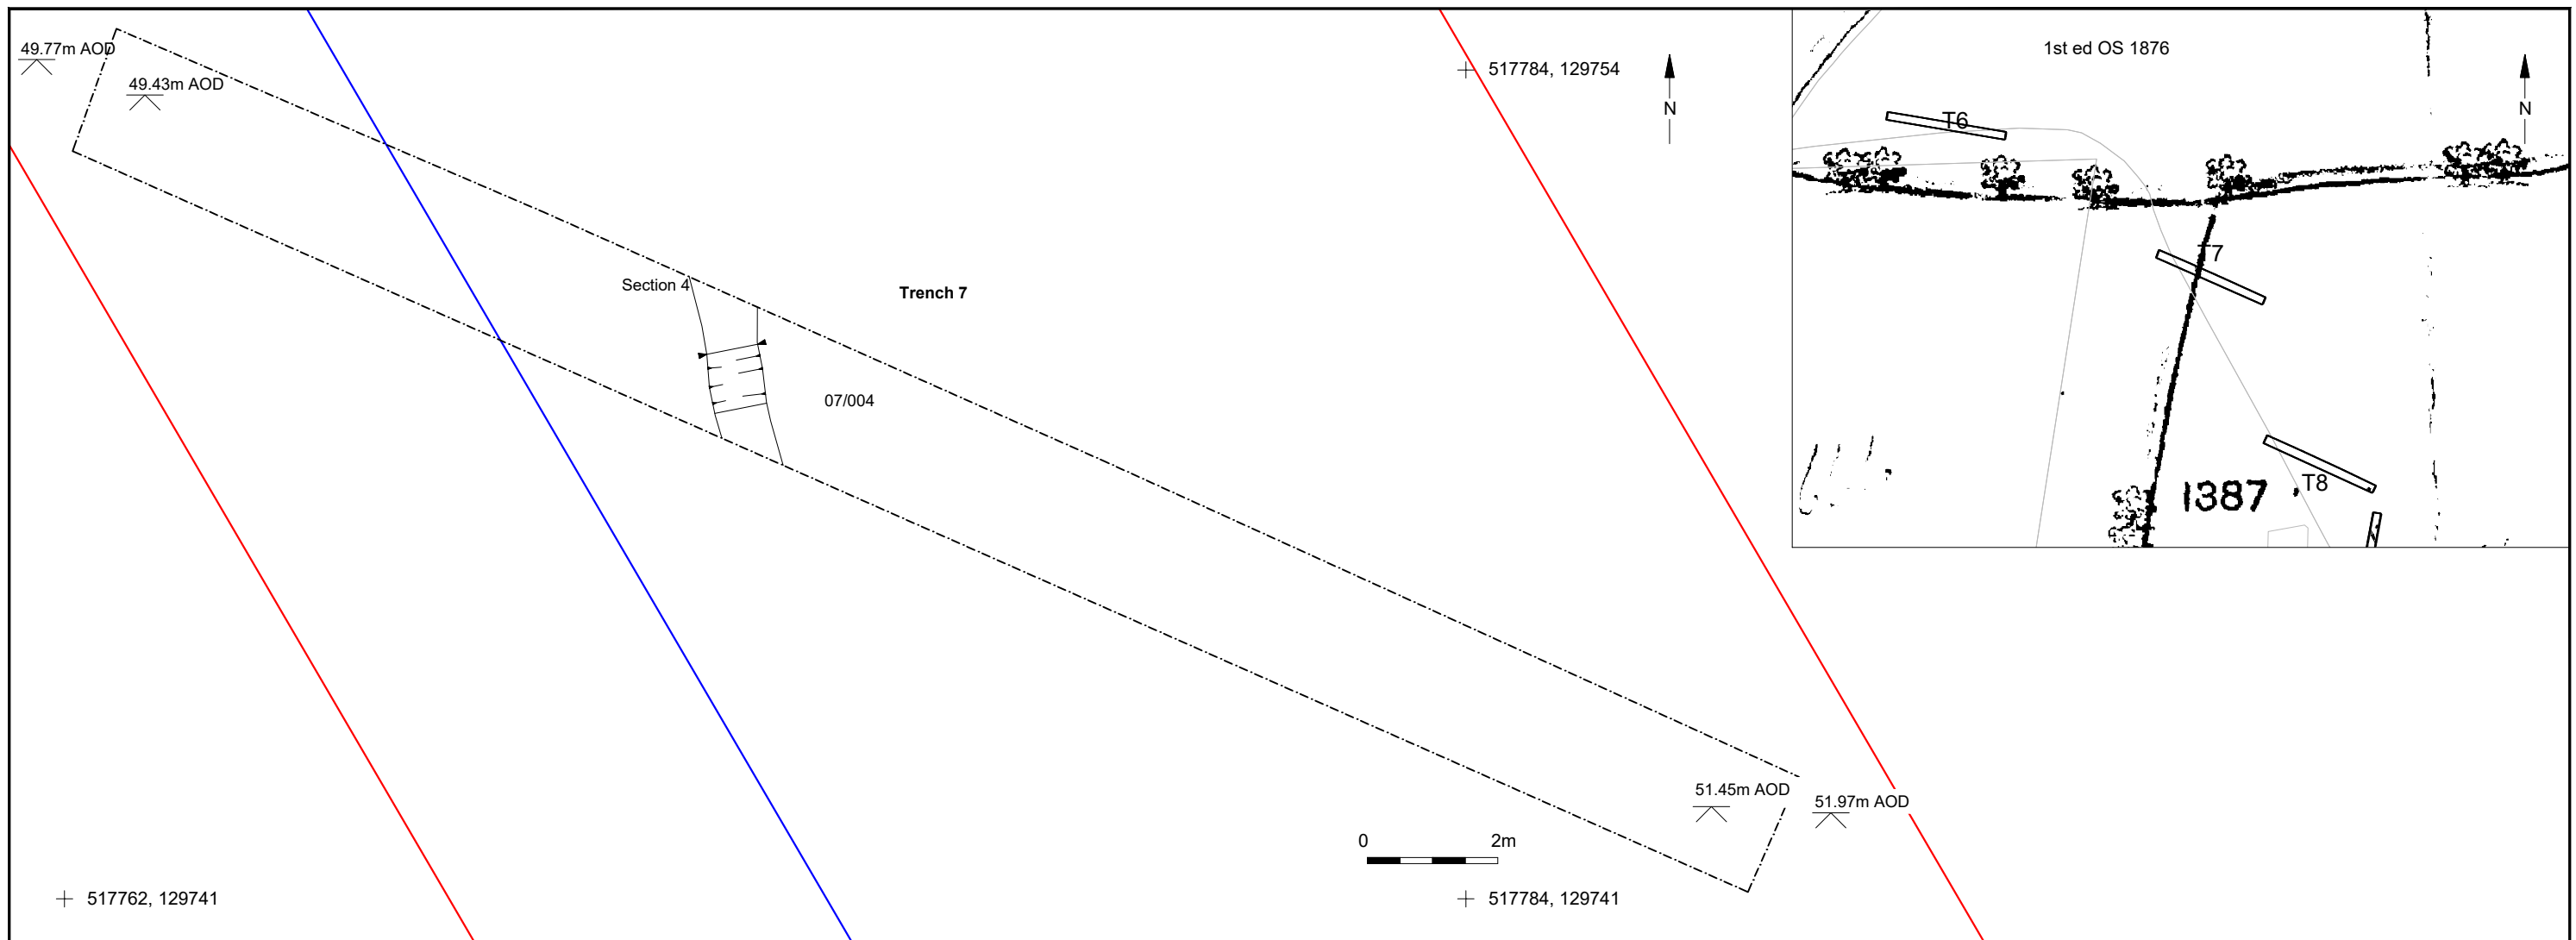 49.77m AOD
49.43m AOD
517784, 129754
N
1st ed OS 1876
N
T6
T7
1387
T8
Section 4
Trench 7
07/004
51.45m AOD
51.97m AOD
0 2m
517762, 129741
517784, 129741